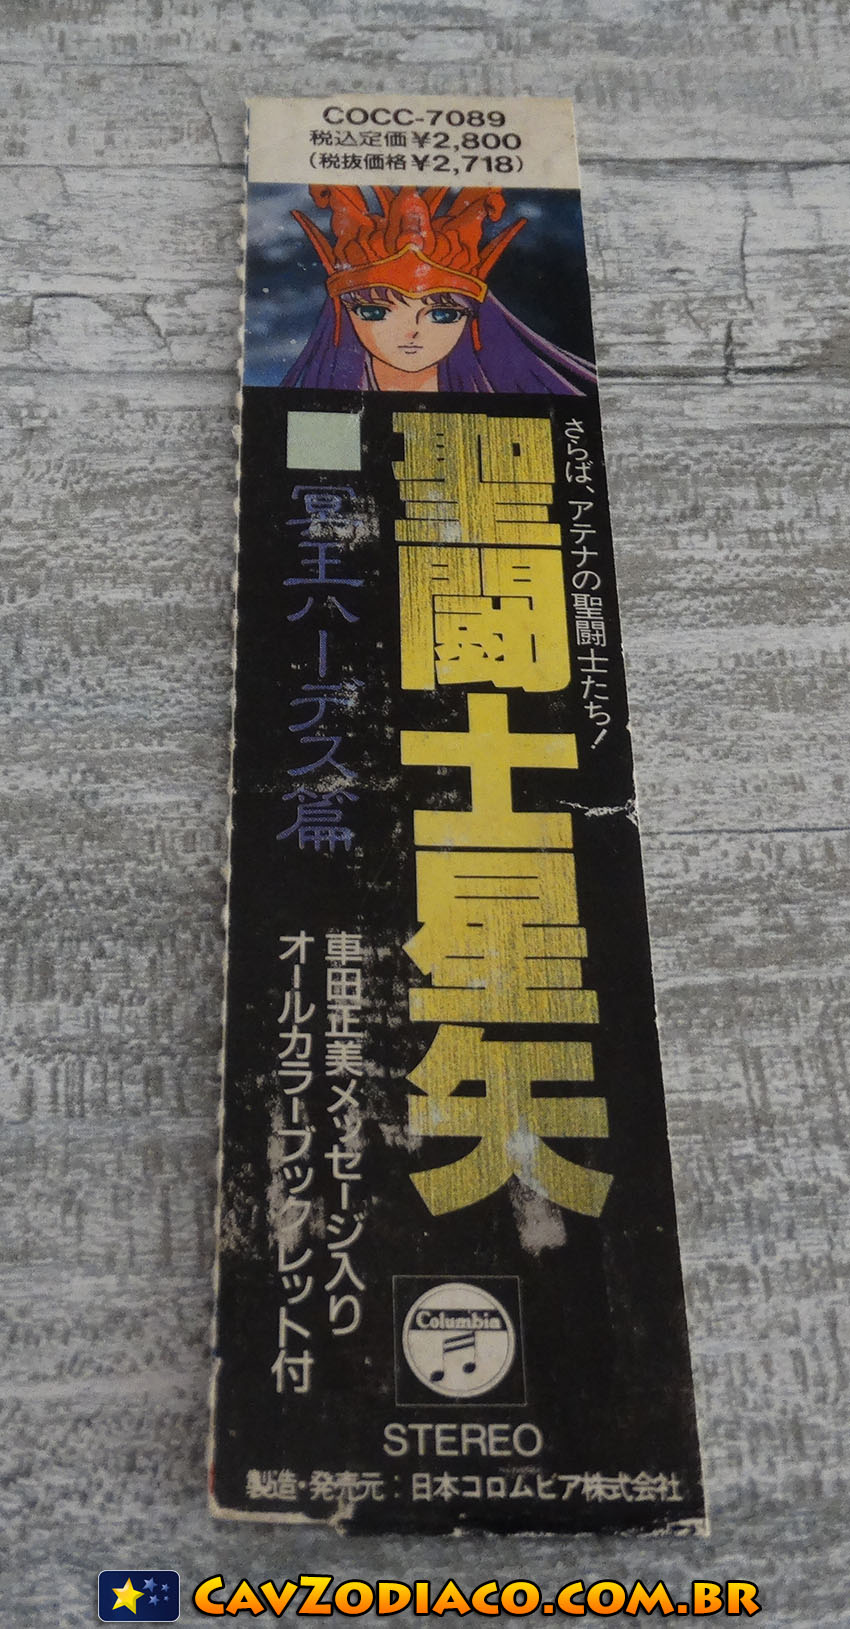 COCC-7089
税込定価¥2,800
(税抜価格¥2,718)
さらば、アテナの聖闘士たち!
聖闘士星矢
冥王ハーデス篇
車田正美メッセージ入り
オールカラーブックレット付
Columbia
STEREO
製造・発売元:日本コロムビア株式会社
CAVZODIACO.COM.BR